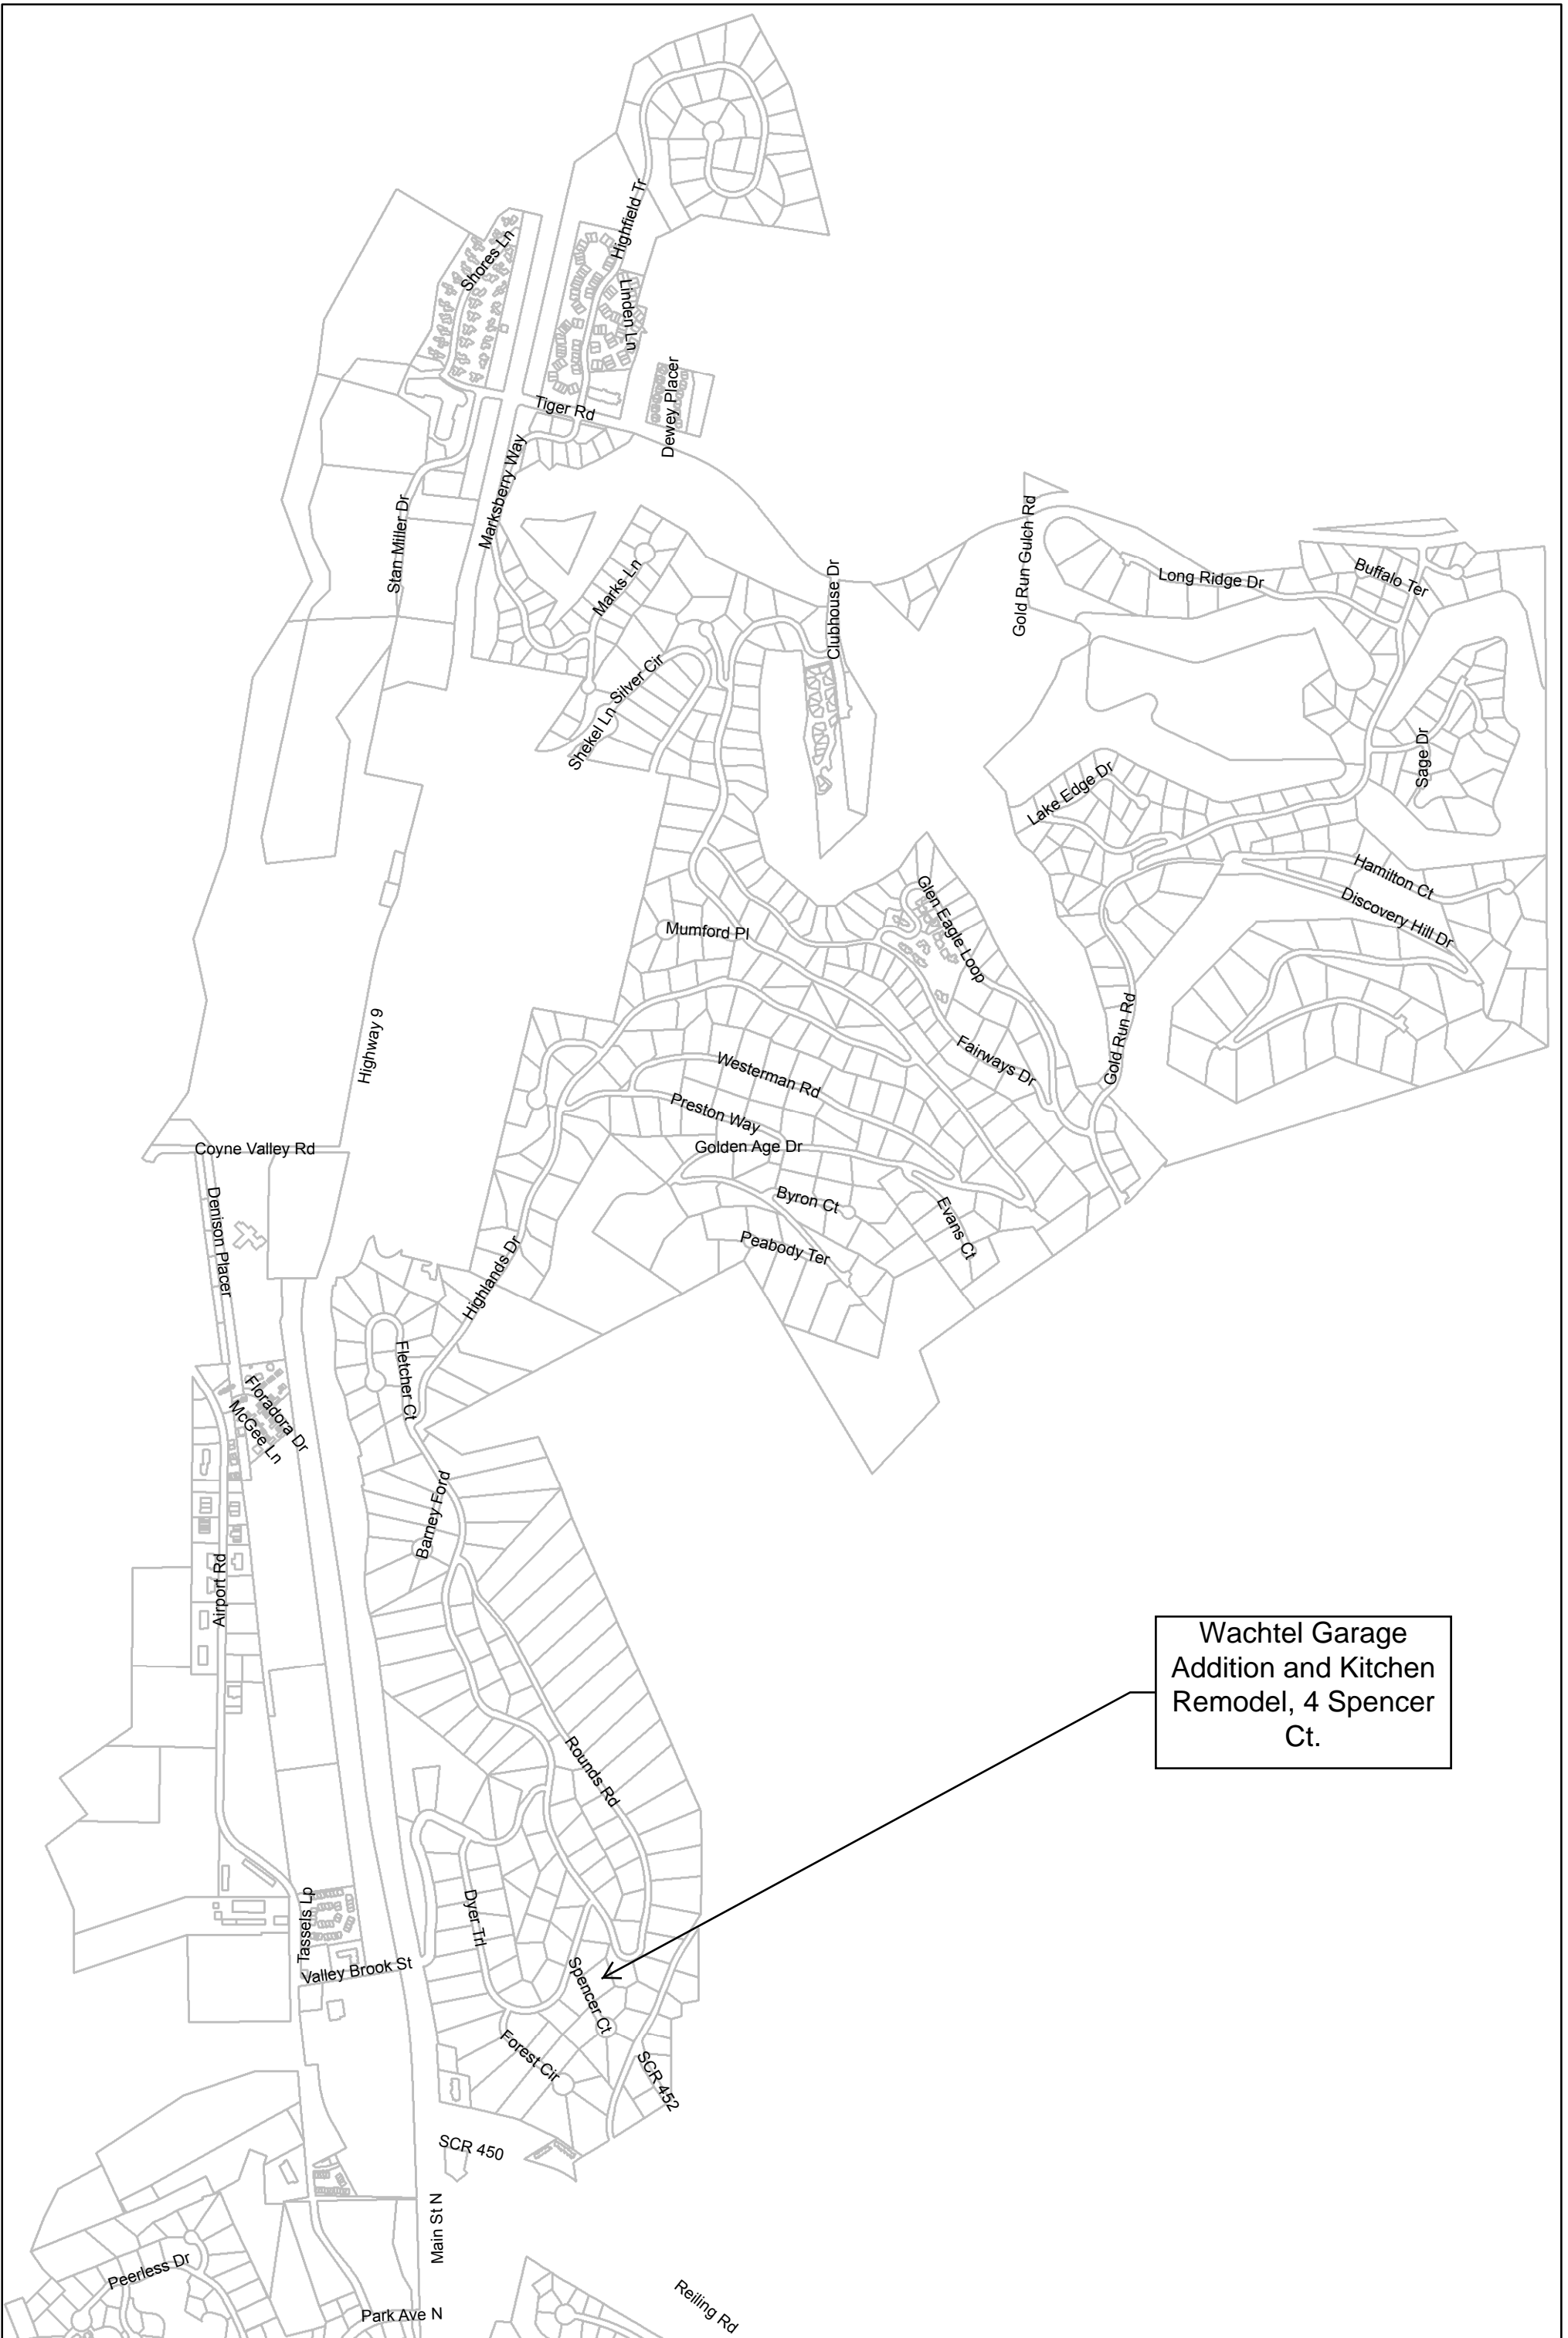 Highfield Tr
Shores Ln
Linden Ln
Dewey Placer
Tiger Rd
Marksberry Way
Stan Miller Dr
Gold Run Gulch Rd
Marks Ln
Clubhouse Dr
Long Ridge Dr
Buffalo Ter
Silver Cir
Shekel Ln
Sage Dr
Lake Edge Dr
Hamilton Ct
Discovery Hill Dr
Glen Eagle Loop
Mumford Pl
Highway 9
Gold Run Rd
Fairways Dr
Westerman Rd
Preston Way
Golden Age Dr
Coyne Valley Rd
Denison Placer
Byron Ct
Evans Ct
Peabody Ter
Highlands Dr
Fletcher Ct
Floradora Dr
McGee Ln
Barney Ford
Airport Rd
Wachtel Garage
Addition and Kitchen
Remodel, 4 Spencer
Ct.
Rounds Rd
Dyer Trl
Tassels Lp
Valley Brook St
Spencer Ct
Forest Cir
SCR 452
SCR 450
Main St N
Peerless Dr
Park Ave N
Reiling Rd